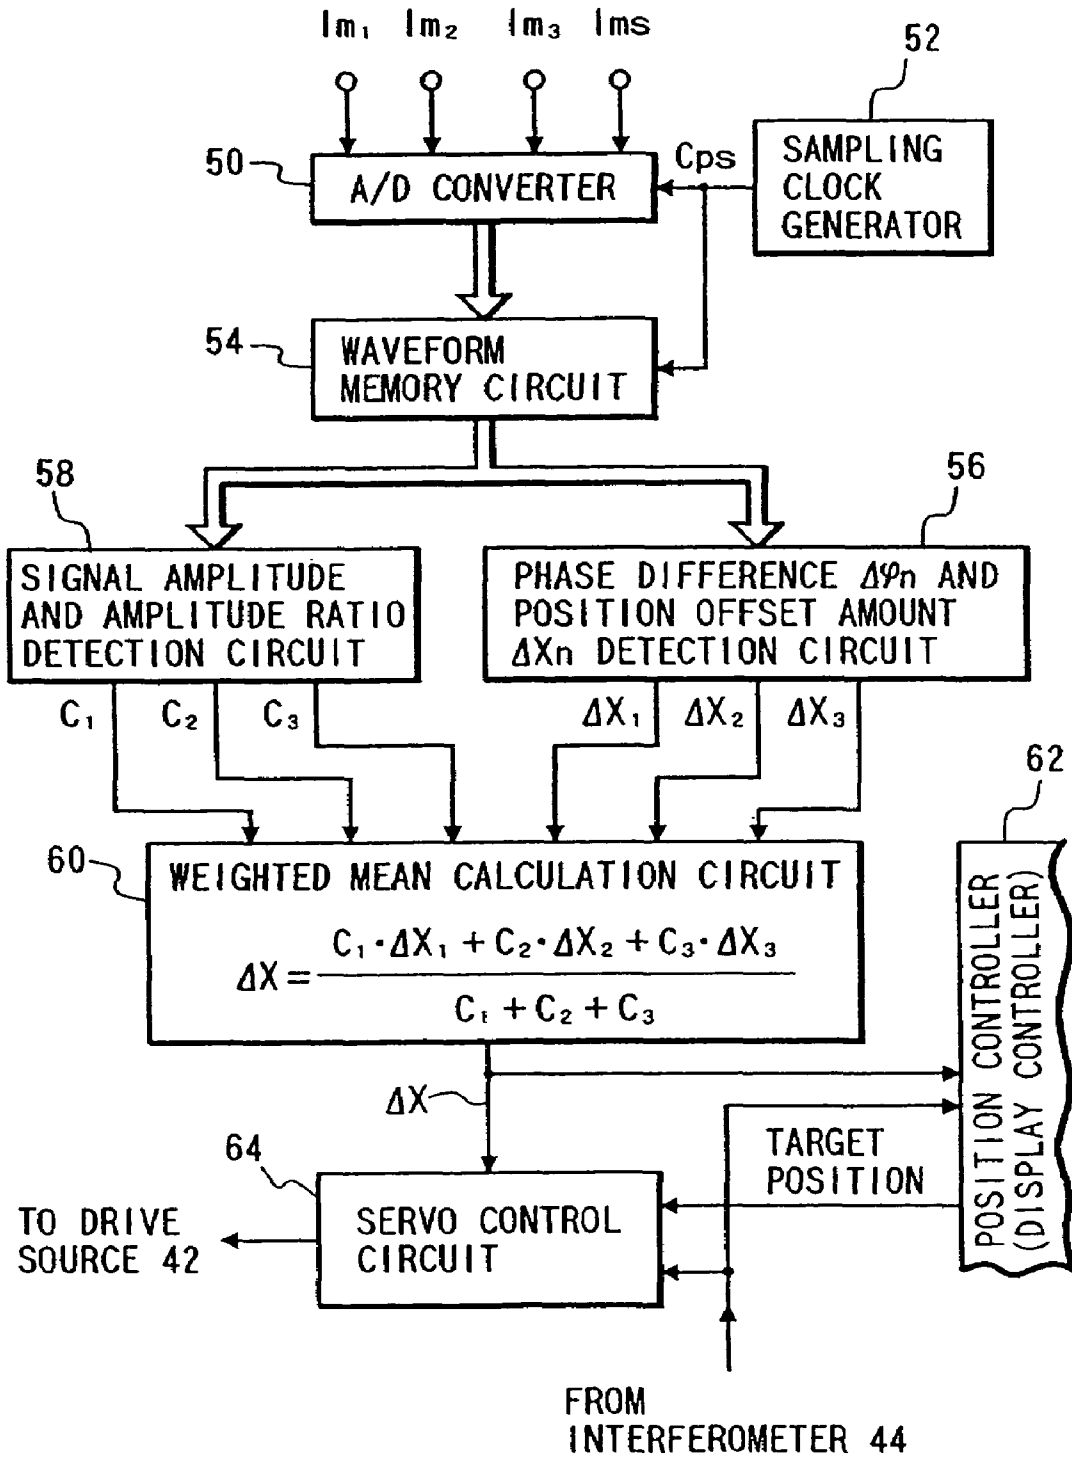 Im₁ Im₂ Im₃ Ims
52
50
A/D CONVERTER
Cps
SAMPLING
CLOCK
GENERATOR
54
WAVEFORM
MEMORY CIRCUIT
58
56
SIGNAL AMPLITUDE
AND AMPLITUDE RATIO
DETECTION CIRCUIT
PHASE DIFFERENCE Δφn AND
POSITION OFFSET AMOUNT
ΔXn DETECTION CIRCUIT
C₁ C₂ C₃
ΔX₁ ΔX₂ ΔX₃
62
60
WEIGHTED MEAN CALCULATION CIRCUIT
ΔX = (C₁·ΔX₁ + C₂·ΔX₂ + C₃·ΔX₃) / (C₁ + C₂ + C₃)
POSITION CONTROLLER
(DISPLAY CONTROLLER)
ΔX
64
TARGET
POSITION
SERVO CONTROL
CIRCUIT
TO DRIVE
SOURCE 42
FROM
INTERFEROMETER 44